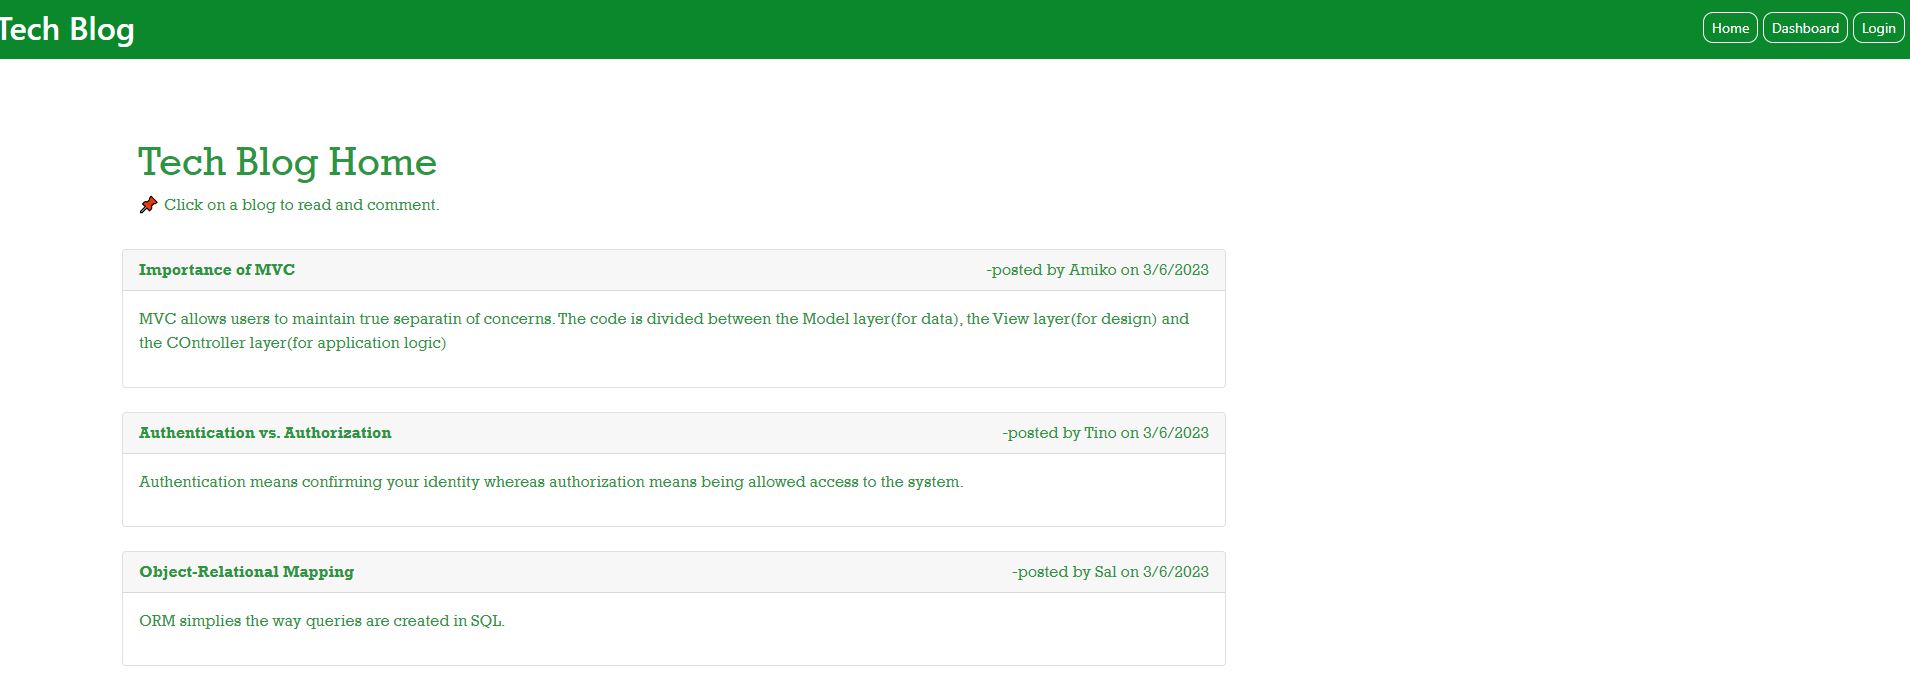 Tech Blog
Home Dashboard Login
Tech Blog Home
Click on a blog to read and comment.
Importance of MVC -posted by Amiko on 3/6/2023
MVC allows users to maintain true separatin of concerns. The code is divided between the Model layer(for data), the View layer(for design) and
the COntroller layer(for application logic)
Authentication vs. Authorization -posted by Tino on 3/6/2023
Authentication means confirming your identity whereas authorization means being allowed access to the system.
Object-Relational Mapping -posted by Sal on 3/6/2023
ORM simplies the way queries are created in SQL.